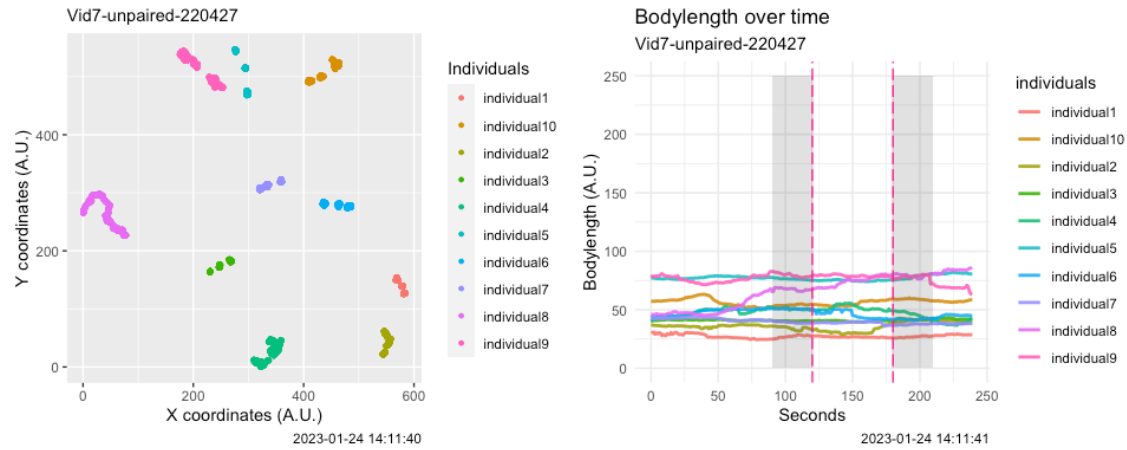 Vid7-unpaired-220427
400
200
0
0
200
400
600
Y coordinates (A.U.)
X coordinates (A.U.)
2023-01-24 14:11:40
Individuals
individual1
individual10
individual2
individual3
individual4
individual5
individual6
individual7
individual8
individual9
Bodylength over time
Vid7-unpaired-220427
250
200
150
100
50
0
0
50
100
150
200
250
Bodylength (A.U.)
Seconds
2023-01-24 14:11:41
individuals
individual1
individual10
individual2
individual3
individual4
individual5
individual6
individual7
individual8
individual9